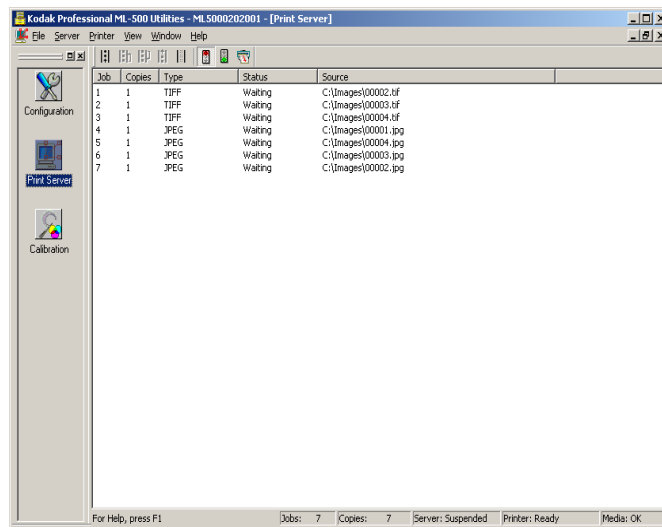 Kodak Professional ML-500 Utilities - ML5000202001 - [Print Server]
File Server Printer View Window Help
Job Copies Type Status Source
1 1 TIFF Waiting C:\Images\00002.tif
2 1 TIFF Waiting C:\Images\00003.tif
3 1 TIFF Waiting C:\Images\00004.tif
4 1 JPEG Waiting C:\Images\00001.jpg
5 1 JPEG Waiting C:\Images\00004.jpg
6 1 JPEG Waiting C:\Images\00003.jpg
7 1 JPEG Waiting C:\Images\00002.jpg
Configuration
Print Server
Calibration
For Help, press F1 Jobs: 7 Copies: 7 Server: Suspended Printer: Ready Media: OK